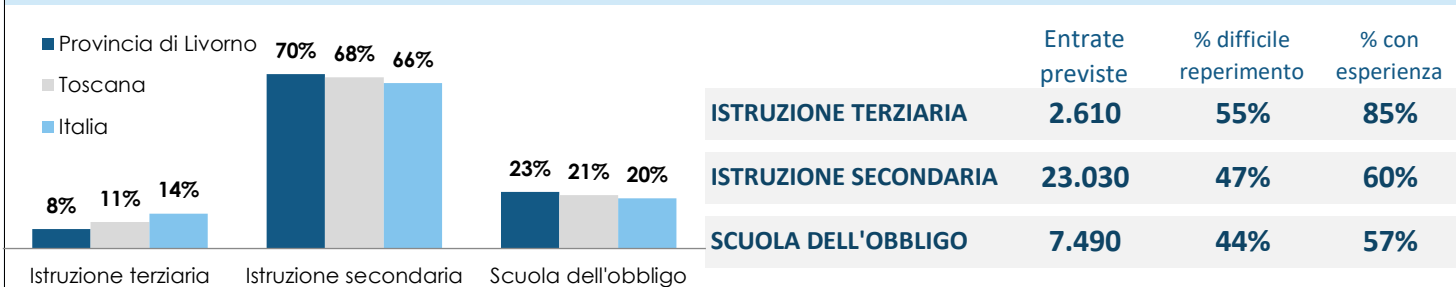 Provincia di Livorno
Toscana
Italia
70% 68% 66%
23% 21% 20%
8% 11% 14%
Istruzione terziaria Istruzione secondaria Scuola dell'obbligo
Entrate previste % difficile reperimento % con esperienza
ISTRUZIONE TERZIARIA 2.610 55% 85%
ISTRUZIONE SECONDARIA 23.030 47% 60%
SCUOLA DELL'OBBLIGO 7.490 44% 57%